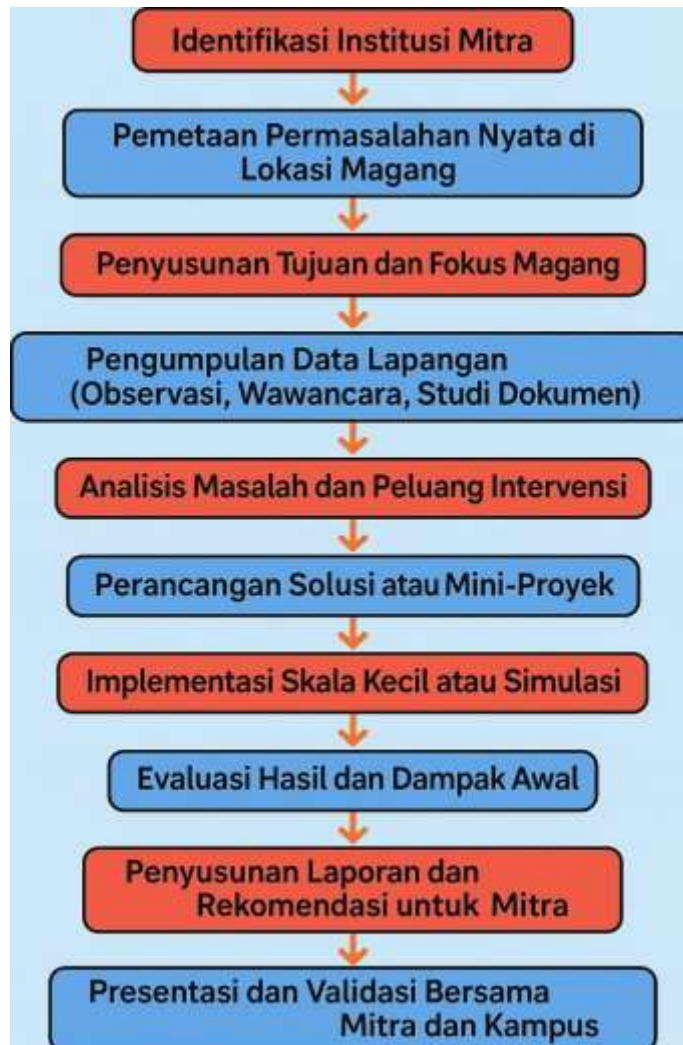 Identifikasi Institusi Mitra
Pemetaan Permasalahan Nyata di
Lokasi Magang
Penyusunan Tujuan dan Fokus Magang
Pengumpulan Data Lapangan
(Observasi, Wawancara, Studi Dokumen)
Analisis Masalah dan Peluang Intervensi
Perancangan Solusi atau Mini-Proyek
Implementasi Skala Kecil atau Simulasi
Evaluasi Hasil dan Dampak Awal
Penyusunan Laporan dan
Rekomendasi untuk Mitra
Presentasi dan Validasi Bersama
Mitra dan Kampus